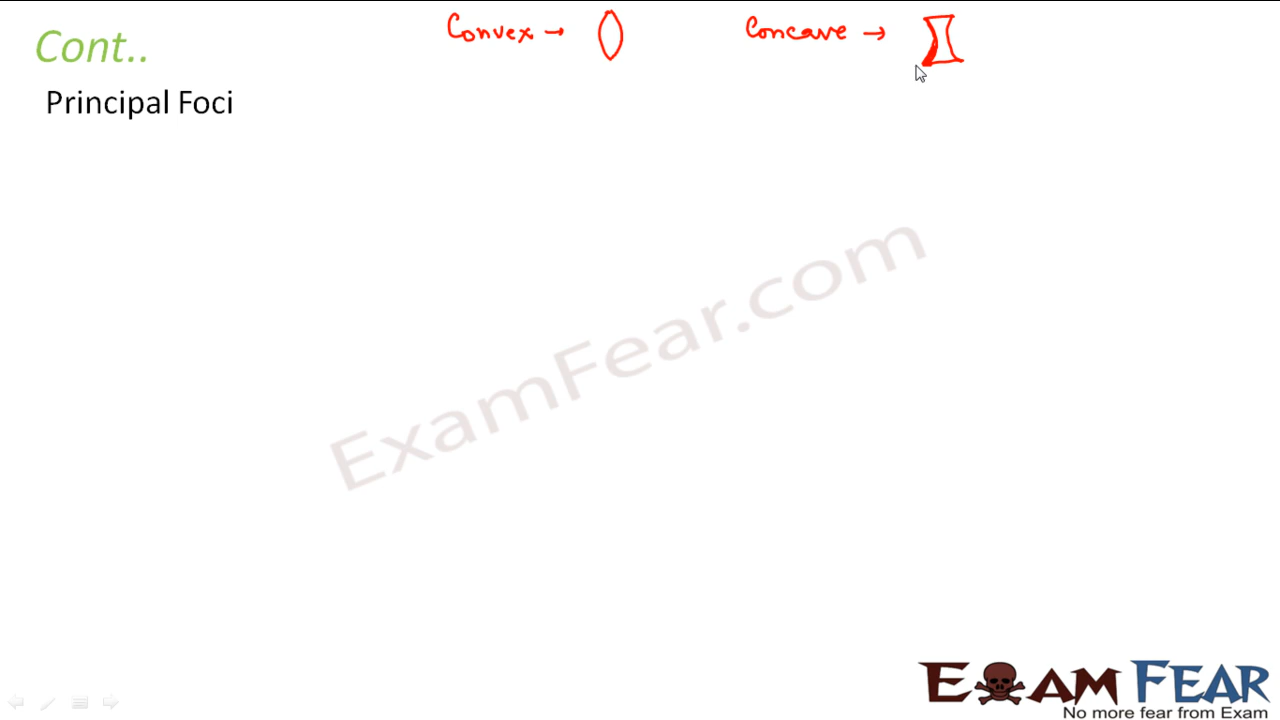 Cont..
Convex → 
Concave →
Principal Foci
ExamFear.com
EXAM FEAR
No more fear from Exam